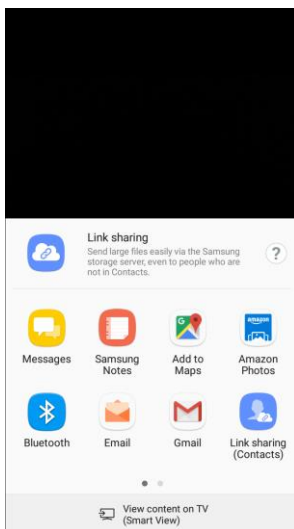 Link sharing
Send large files easily via the Samsung
storage server, even to people who are
not in Contacts.
?
Messages
Samsung
Notes
Add to
Maps
Amazon
Photos
Bluetooth
Email
Gmail
Link sharing
(Contacts)
View content on TV
(Smart View)